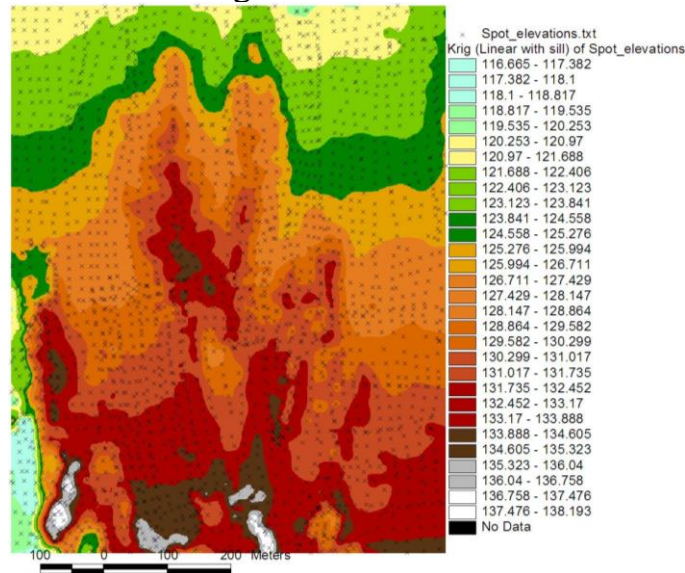 Spot_elevations.txt
Krig (Linear with sill) of Spot_elevations
116.665 - 117.382
117.382 - 118.1
118.1 - 118.817
118.817 - 119.535
119.535 - 120.253
120.253 - 120.97
120.97 - 121.688
121.688 - 122.406
122.406 - 123.123
123.123 - 123.841
123.841 - 124.558
124.558 - 125.276
125.276 - 125.994
125.994 - 126.711
126.711 - 127.429
127.429 - 128.147
128.147 - 128.864
128.864 - 129.582
129.582 - 130.299
130.299 - 131.017
131.017 - 131.735
131.735 - 132.452
132.452 - 133.17
133.17 - 133.888
133.888 - 134.605
134.605 - 135.323
135.323 - 136.04
136.04 - 136.758
136.758 - 137.476
137.476 - 138.193
No Data
100 0 100 200 Meters